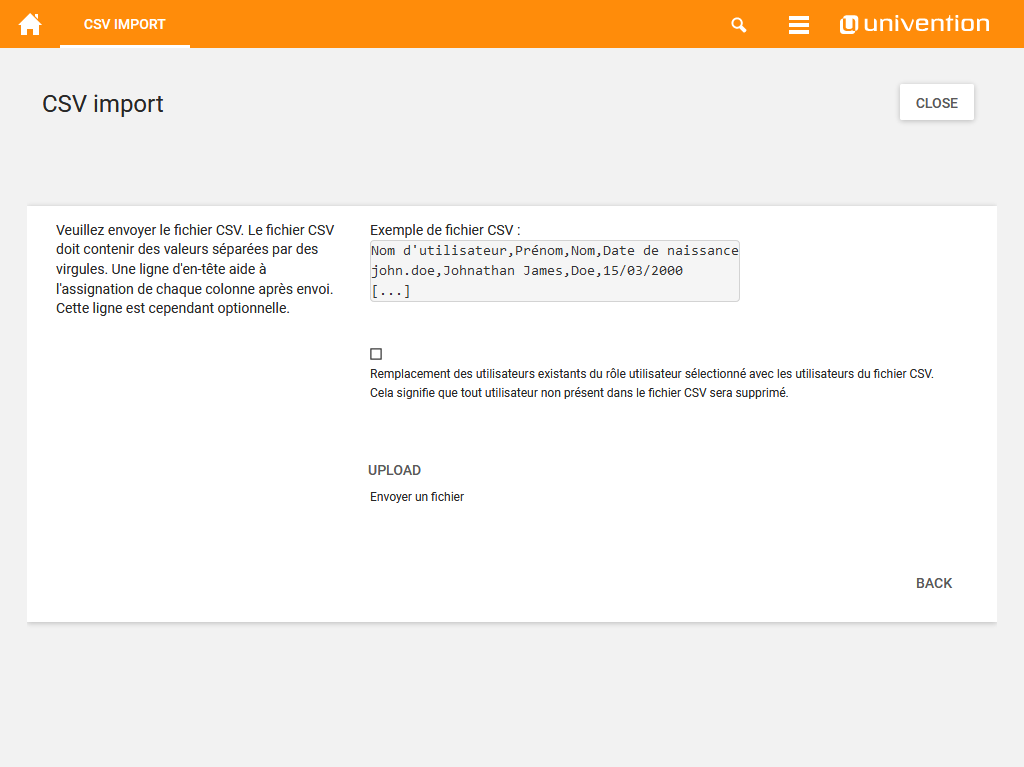 CSV IMPORT
univention
CSV import
CLOSE
Veuillez envoyer le fichier CSV. Le fichier CSV
doit contenir des valeurs séparées par des
virgules. Une ligne d'en-tête aide à
l'assignation de chaque colonne après envoi.
Cette ligne est cependant optionnelle.
Exemple de fichier CSV :
Nom d'utilisateur,Prénom,Nom,Date de naissance
john.doe,Johnathan James,Doe,15/03/2000
[...]
Remplacement des utilisateurs existants du rôle utilisateur sélectionné avec les utilisateurs du fichier CSV.
Cela signifie que tout utilisateur non présent dans le fichier CSV sera supprimé.
UPLOAD
Envoyer un fichier
BACK